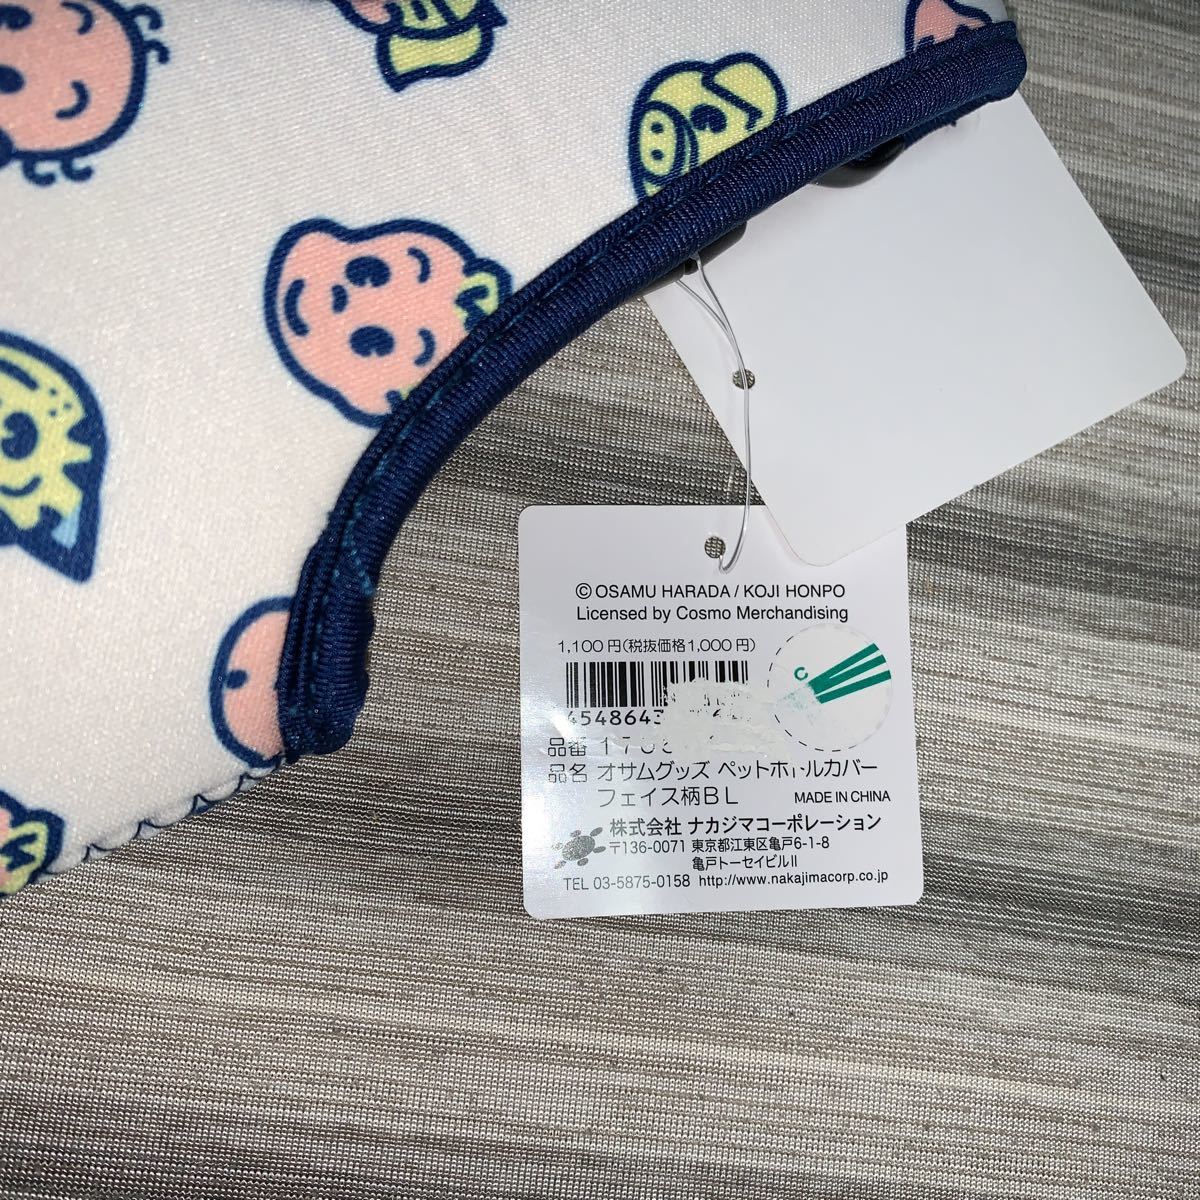 © OSAMU HARADA / KOJI HONPO
Licensed by Cosmo Merchandising
1,100円(税抜価格1,000円)
品番
品名 オサムグッズ ペットボトルカバー
フェイス柄BL MADE IN CHINA
株式会社 ナカジマコーポレーション
〒136-0071 東京都江東区亀戸6-1-8
亀戸トーセイビルⅡ
TEL 03-5875-0158 http://www.nakajimacorp.co.jp